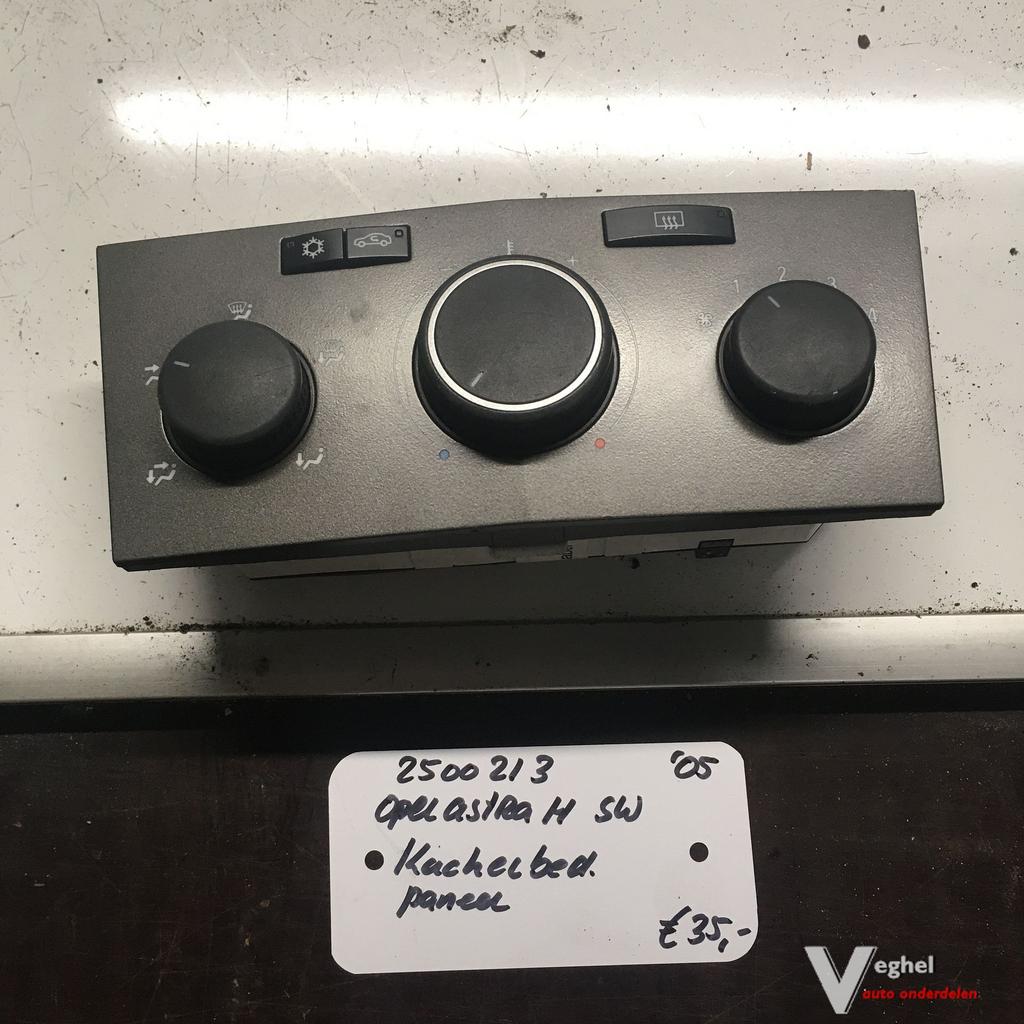 1 2 3 4
2500213 '05
Opel astra H SW
Kachelbed.
paneel
€35,-
Veghel
auto onderdelen